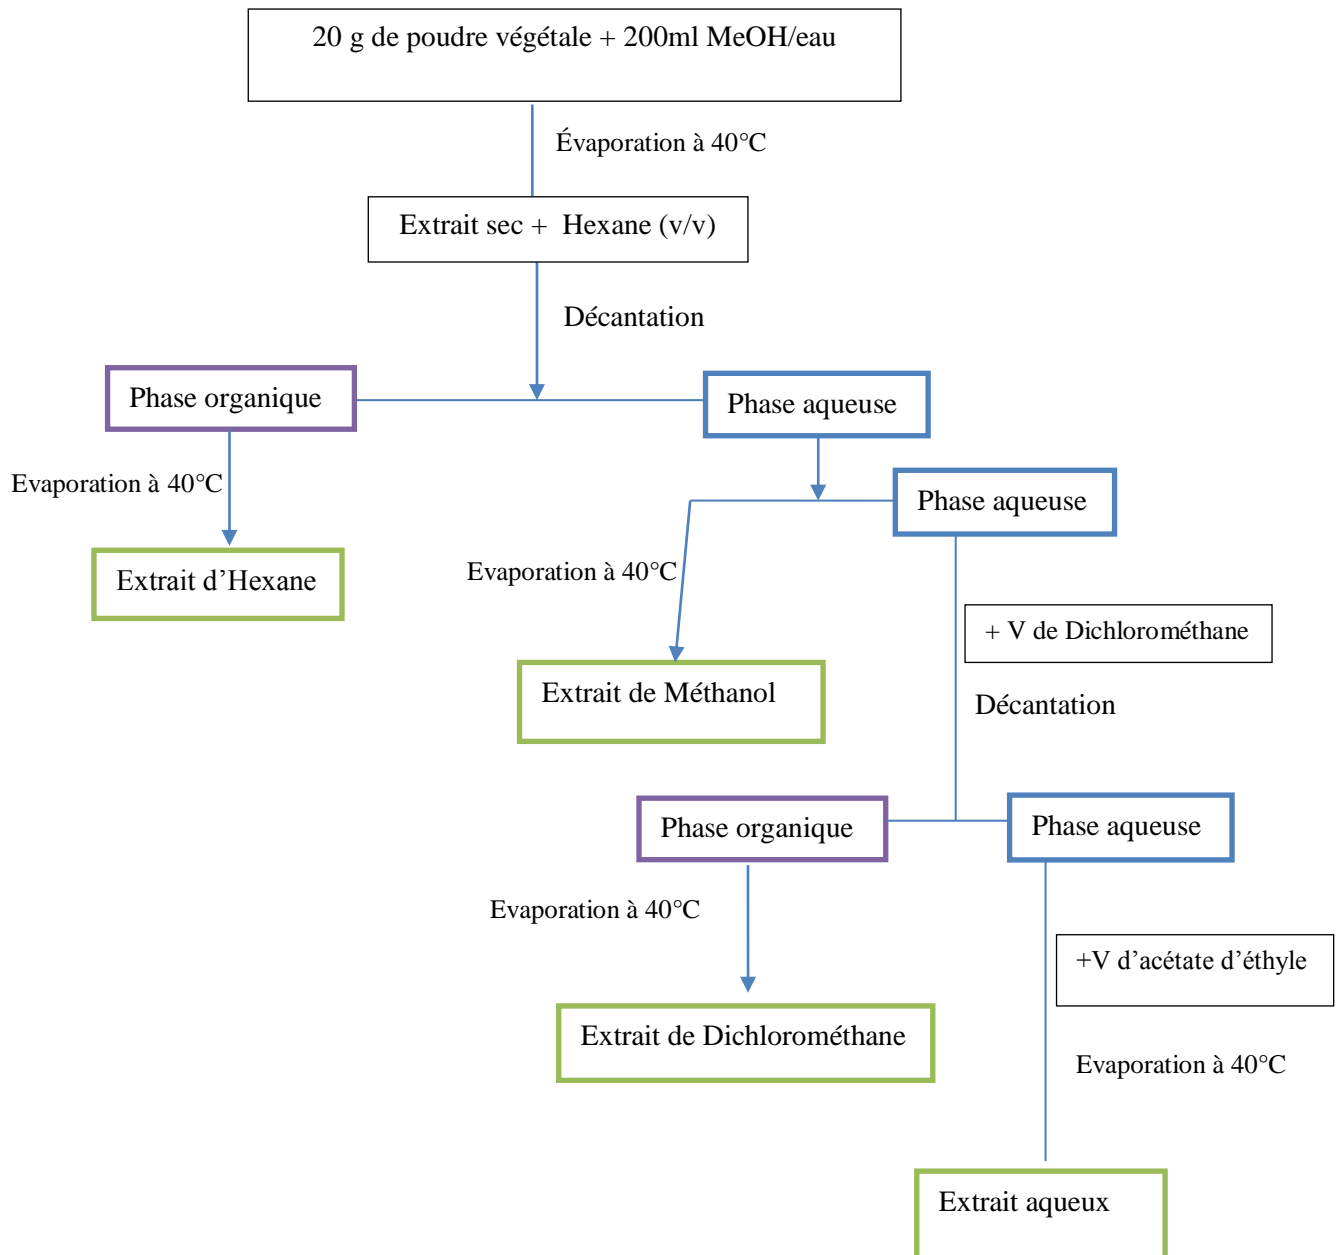 20 g de poudre végétale + 200ml MeOH/eau
Évaporation à 40°C
Extrait sec + Hexane (v/v)
Décantation
Phase organique
Phase aqueuse
Evaporation à 40°C
Phase aqueuse
Extrait d’Hexane
Evaporation à 40°C
+ V de Dichlorométhane
Extrait de Méthanol
Décantation
Phase organique
Phase aqueuse
Evaporation à 40°C
+V d’acétate d’éthyle
Extrait de Dichlorométhane
Evaporation à 40°C
Extrait aqueux